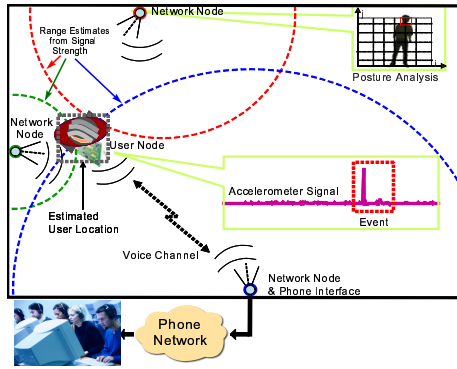 Network Node
Range Estimates
from Signal
Strength
Posture Analysis
Network
Node
User Node
Accelerometer Signal
Event
Estimated
User Location
Voice Channel
Network Node
& Phone Interface
Phone
Network